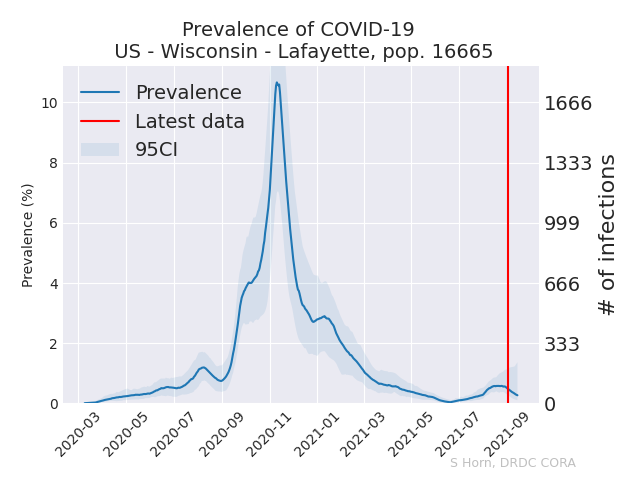 Prevalence of COVID-19
US - Wisconsin - Lafayette, pop. 16665
Prevalence
Latest data
95CI
Prevalence (%)
10
8
6
4
2
0
1666
1333
999
666
333
0
# of infections
2020-03
2020-05
2020-07
2020-09
2020-11
2021-01
2021-03
2021-05
2021-07
2021-09
S Horn, DRDC CORA